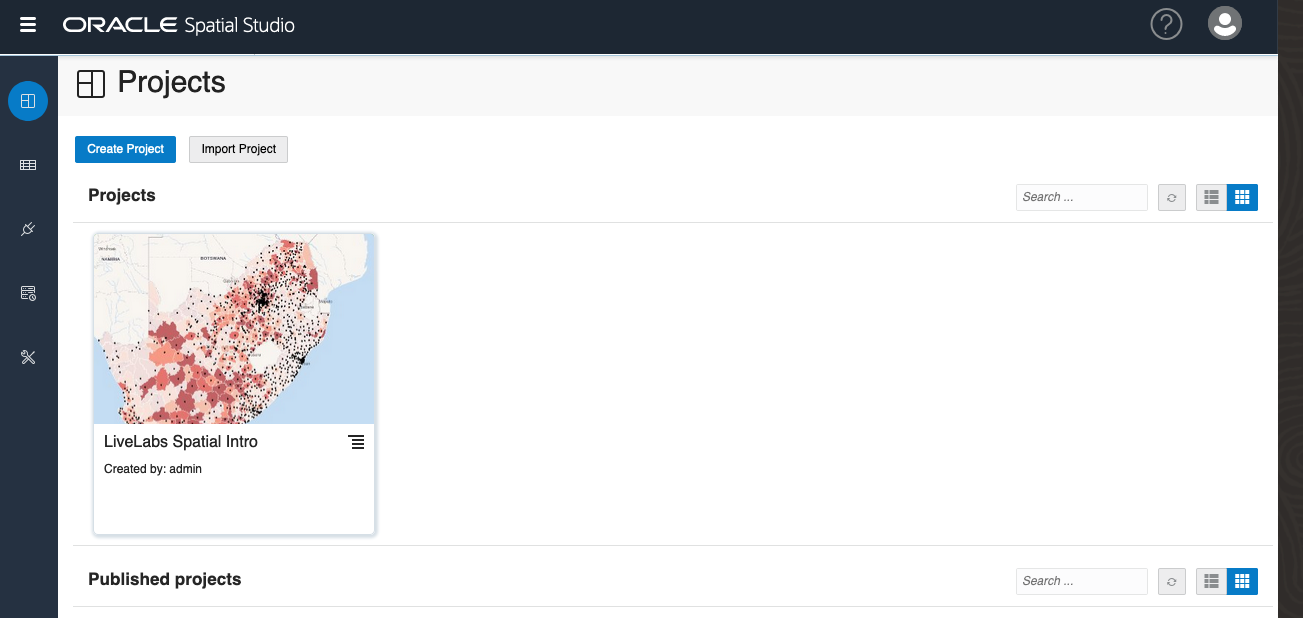 ORACLE Spatial Studio
Projects
Create Project
Import Project
Projects
Search ...
NAMIBIA
BOTSWANA
LiveLabs Spatial Intro
Created by: admin
Published projects
Search ...